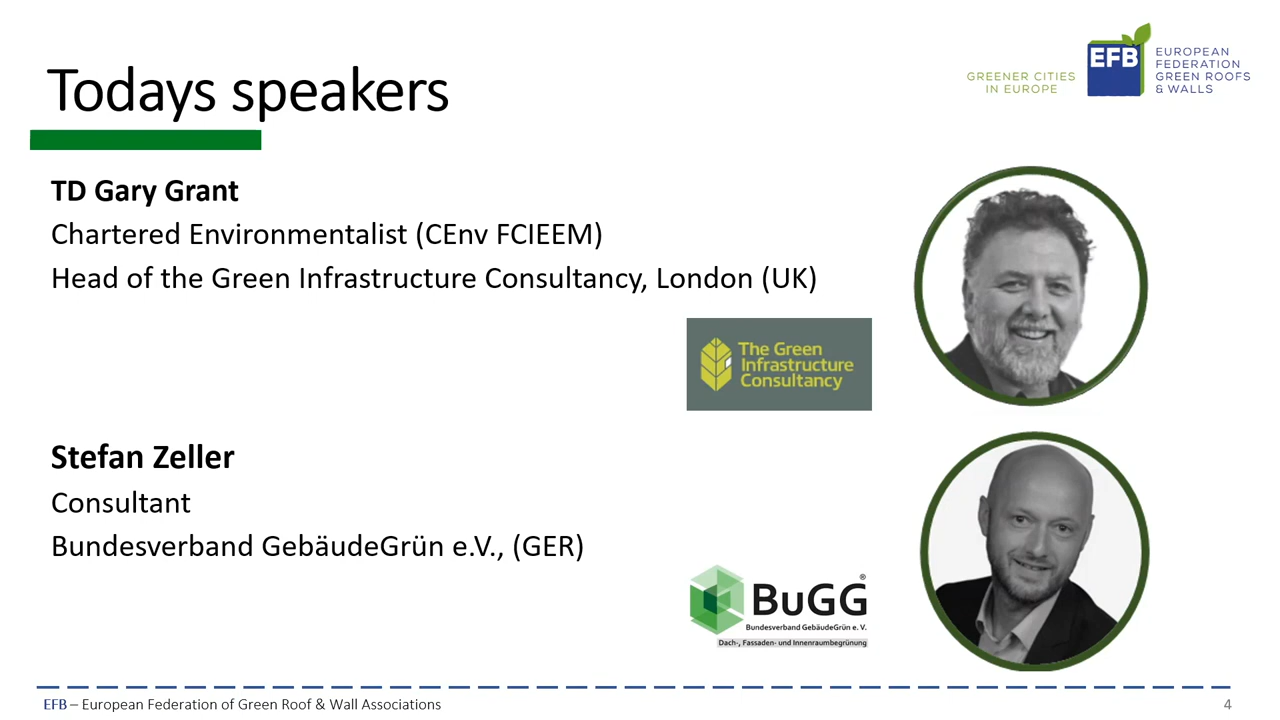 Todays speakers
GREENER CITIES
IN EUROPE
EFB
EUROPEAN
FEDERATION
GREEN ROOFS
& WALLS
TD Gary Grant
Chartered Environmentalist (CEnv FCIEEM)
Head of the Green Infrastructure Consultancy, London (UK)
The Green
Infrastructure
Consultancy
Stefan Zeller
Consultant
Bundesverband GebäudeGrün e.V., (GER)
BuGG®
Bundesverband GebäudeGrün e. V.
Dach-, Fassaden- und Innenraumbegrünung
EFB – European Federation of Green Roof & Wall Associations
4